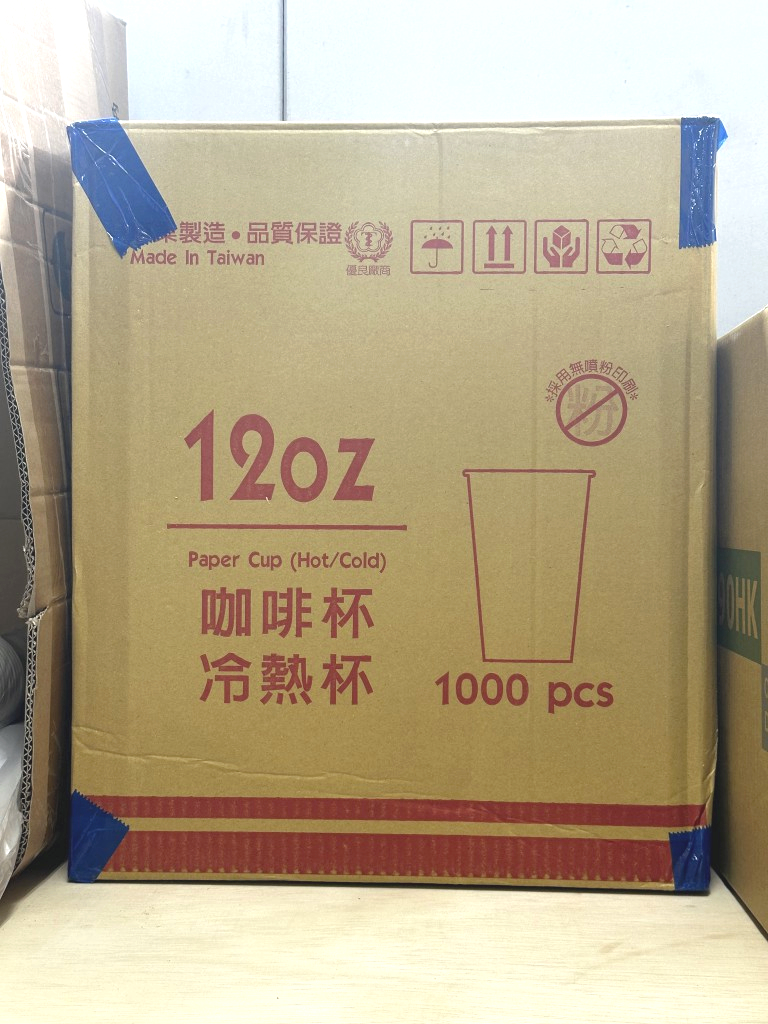 業製造•品質保證
Made In Taiwan
優良廠商
*採用無噴粉印刷*
粉
12oz
Paper Cup (Hot/Cold)
咖啡杯
冷熱杯
1000 pcs
90HK